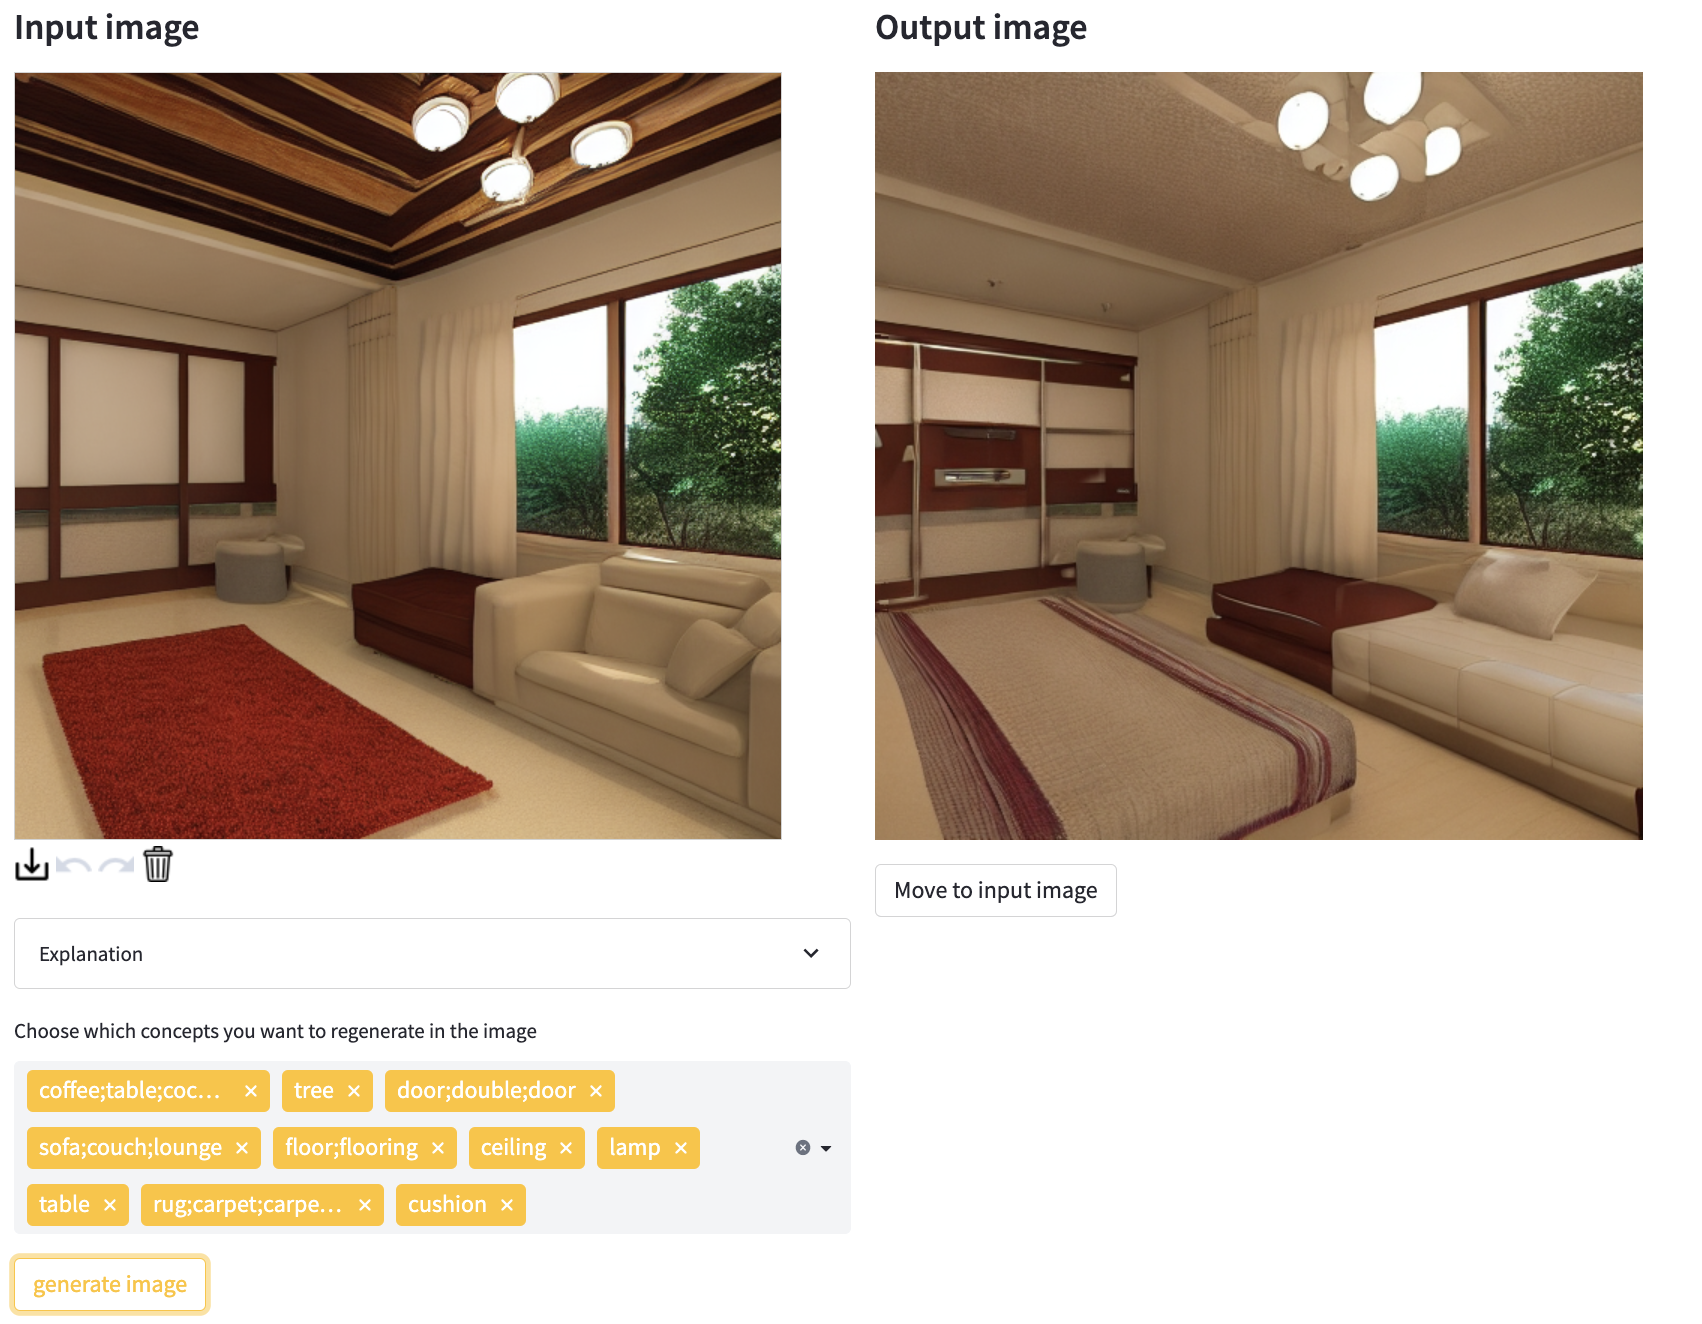 Input image
Output image
Move to input image
Explanation
Choose which concepts you want to regenerate in the image
coffee;table;coc... × tree × door;double;door ×
sofa;couch;lounge × floor;flooring × ceiling × lamp ×
table × rug;carpet;carpe... × cushion ×
generate image